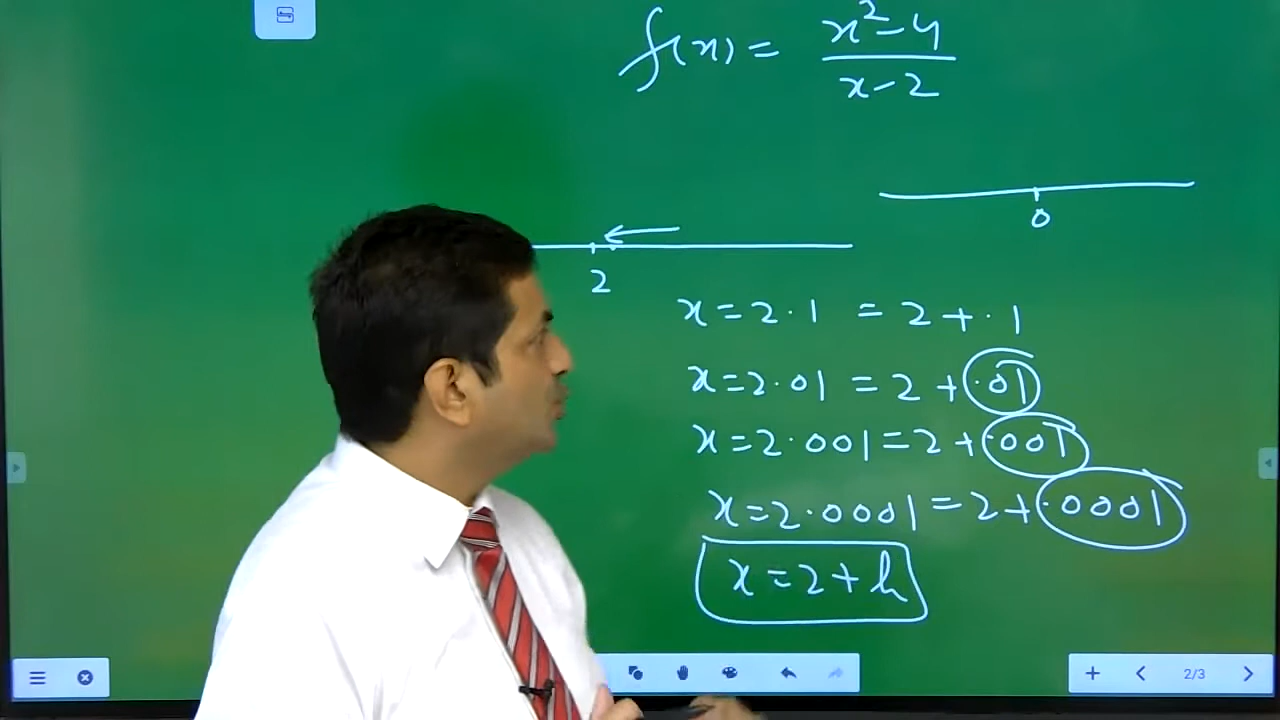 f(x) = x²-4
x-2
0
2
x = 2.1 = 2 + .1
x = 2.01 = 2 + .01
x = 2.001 = 2 + .001
x = 2.0001 = 2 + .0001
x = 2 + h
2/3